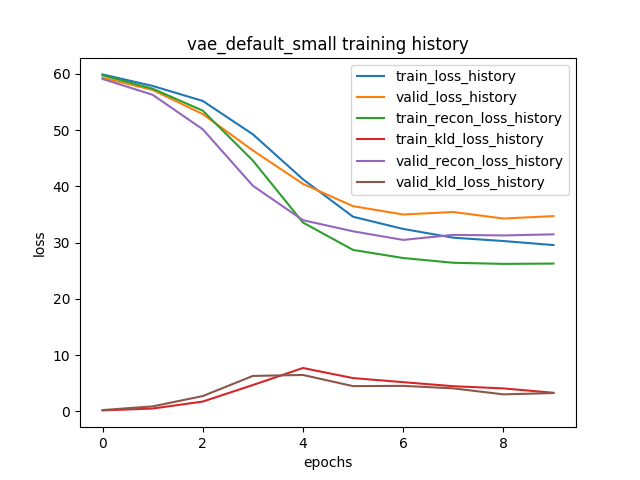 vae_default_small training history
60
50
40
30
20
10
0
loss
train_loss_history
valid_loss_history
train_recon_loss_history
train_kld_loss_history
valid_recon_loss_history
valid_kld_loss_history
0 2 4 6 8
epochs